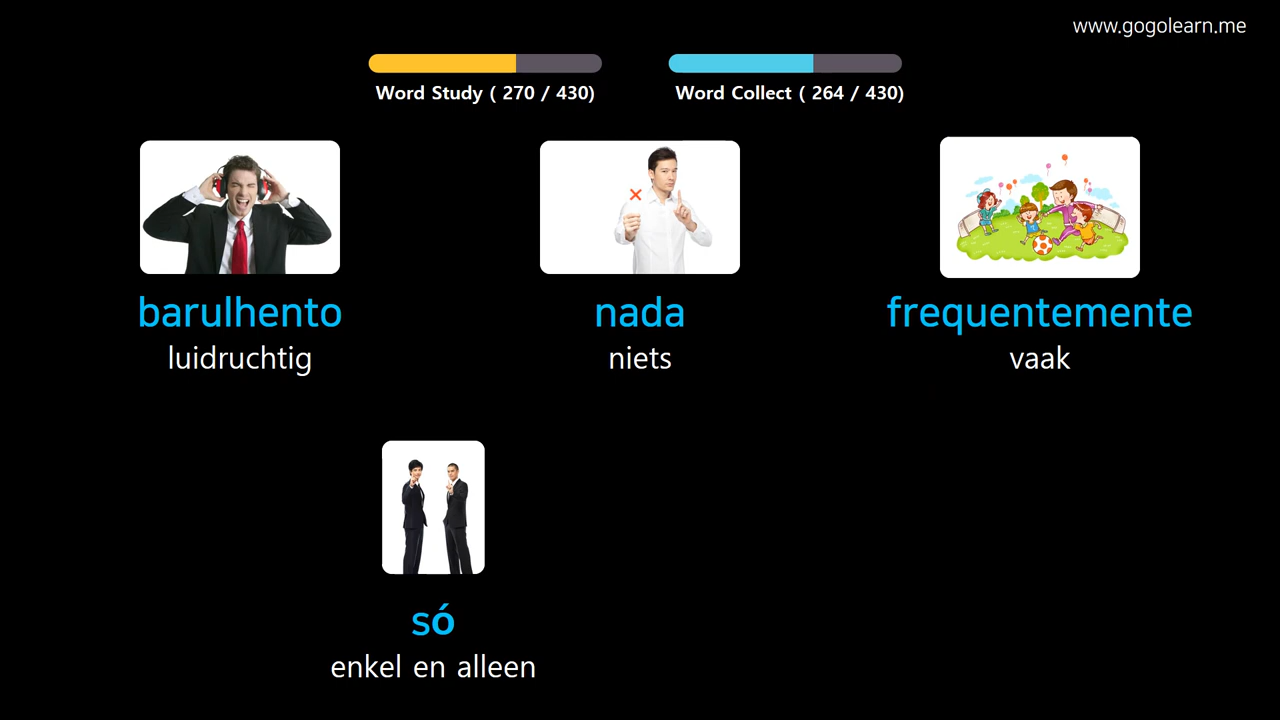 www.gogolearn.me
Word Study ( 270 / 430)
Word Collect ( 264 / 430)
barulhento
luidruchtig
nada
niets
frequentemente
vaak
só
enkel en alleen